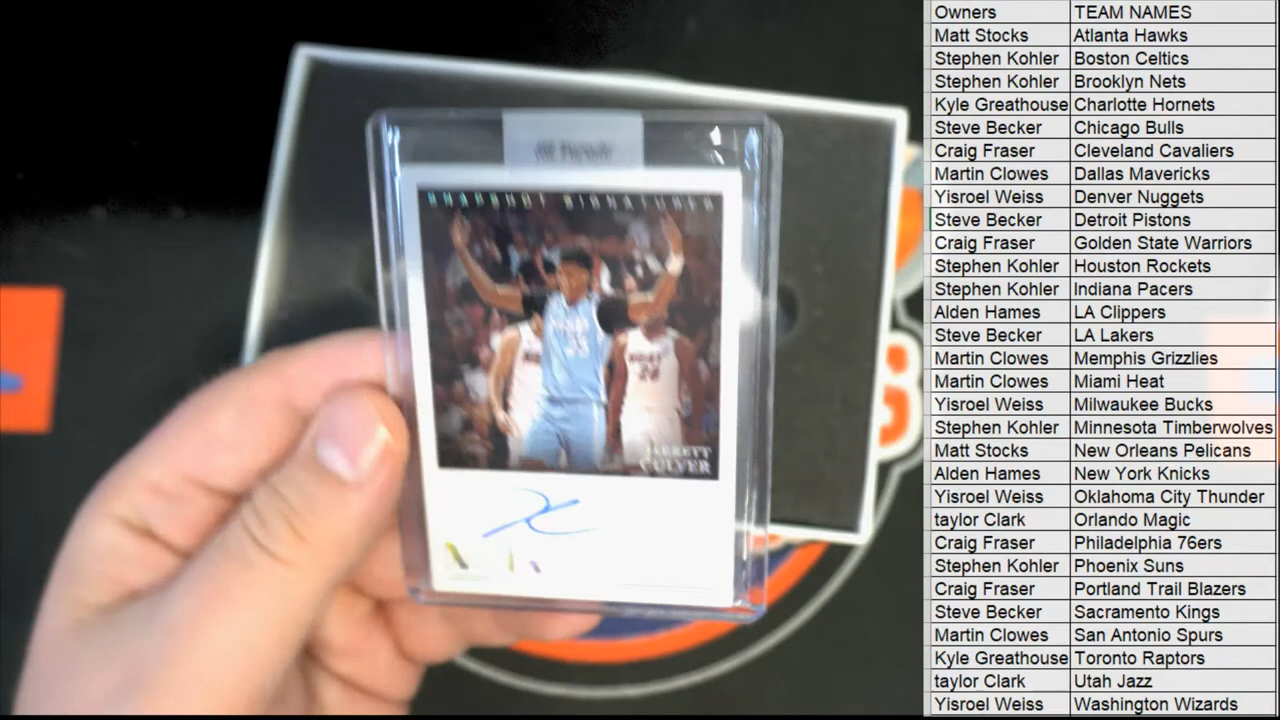 SNAPSHOT SIGNATURES
JARRETT
CULVER
Owners TEAM NAMES
Matt Stocks Atlanta Hawks
Stephen Kohler Boston Celtics
Stephen Kohler Brooklyn Nets
Kyle Greathouse Charlotte Hornets
Steve Becker Chicago Bulls
Craig Fraser Cleveland Cavaliers
Martin Clowes Dallas Mavericks
Yisroel Weiss Denver Nuggets
Steve Becker Detroit Pistons
Craig Fraser Golden State Warriors
Stephen Kohler Houston Rockets
Stephen Kohler Indiana Pacers
Alden Hames LA Clippers
Steve Becker LA Lakers
Martin Clowes Memphis Grizzlies
Martin Clowes Miami Heat
Yisroel Weiss Milwaukee Bucks
Stephen Kohler Minnesota Timberwolves
Matt Stocks New Orleans Pelicans
Alden Hames New York Knicks
Yisroel Weiss Oklahoma City Thunder
taylor Clark Orlando Magic
Craig Fraser Philadelphia 76ers
Stephen Kohler Phoenix Suns
Craig Fraser Portland Trail Blazers
Steve Becker Sacramento Kings
Martin Clowes San Antonio Spurs
Kyle Greathouse Toronto Raptors
taylor Clark Utah Jazz
Yisroel Weiss Washington Wizards